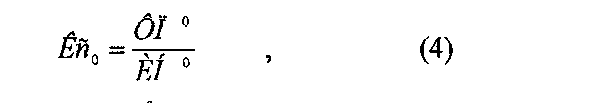 Êñ₀ = ÔÏ ⁰ / ÈÍ ⁰ , (4)